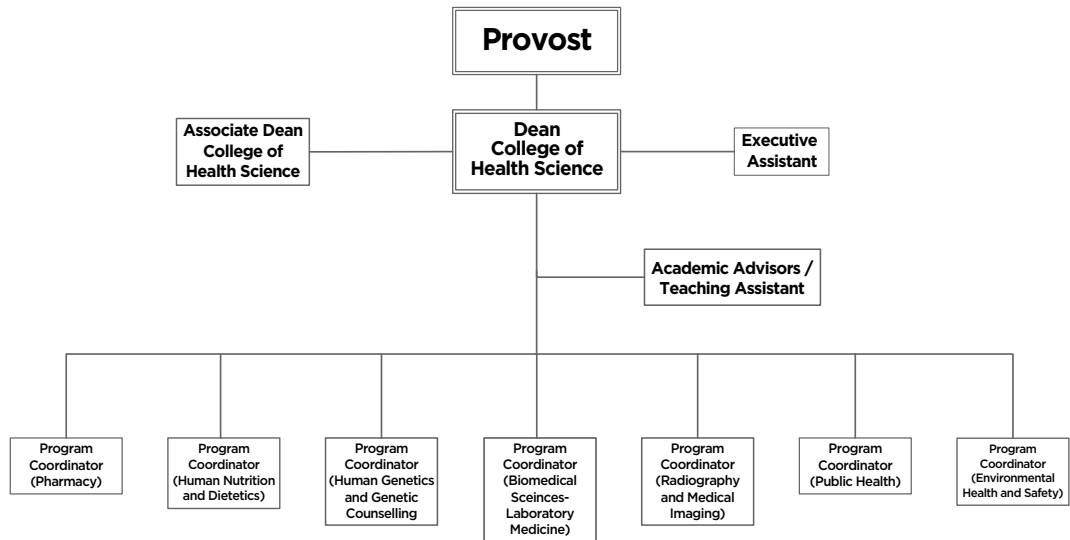 Provost
Associate Dean
College of
Health Science
Dean
College of
Health Science
Executive
Assistant
Academic Advisors /
Teaching Assistant
Program
Coordinator
(Pharmacy)
Program
Coordinator
(Human Nutrition
and Dietetics)
Program
Coordinator
(Human Genetics
and Genetic
Counselling
Program
Coordinator
(Biomedical
Sceinces-
Laboratory
Medicine)
Program
Coordinator
(Radiography
and Medical
Imaging)
Program
Coordinator
(Public Health)
Program
Coordinator
(Environmental
Health and Safety)